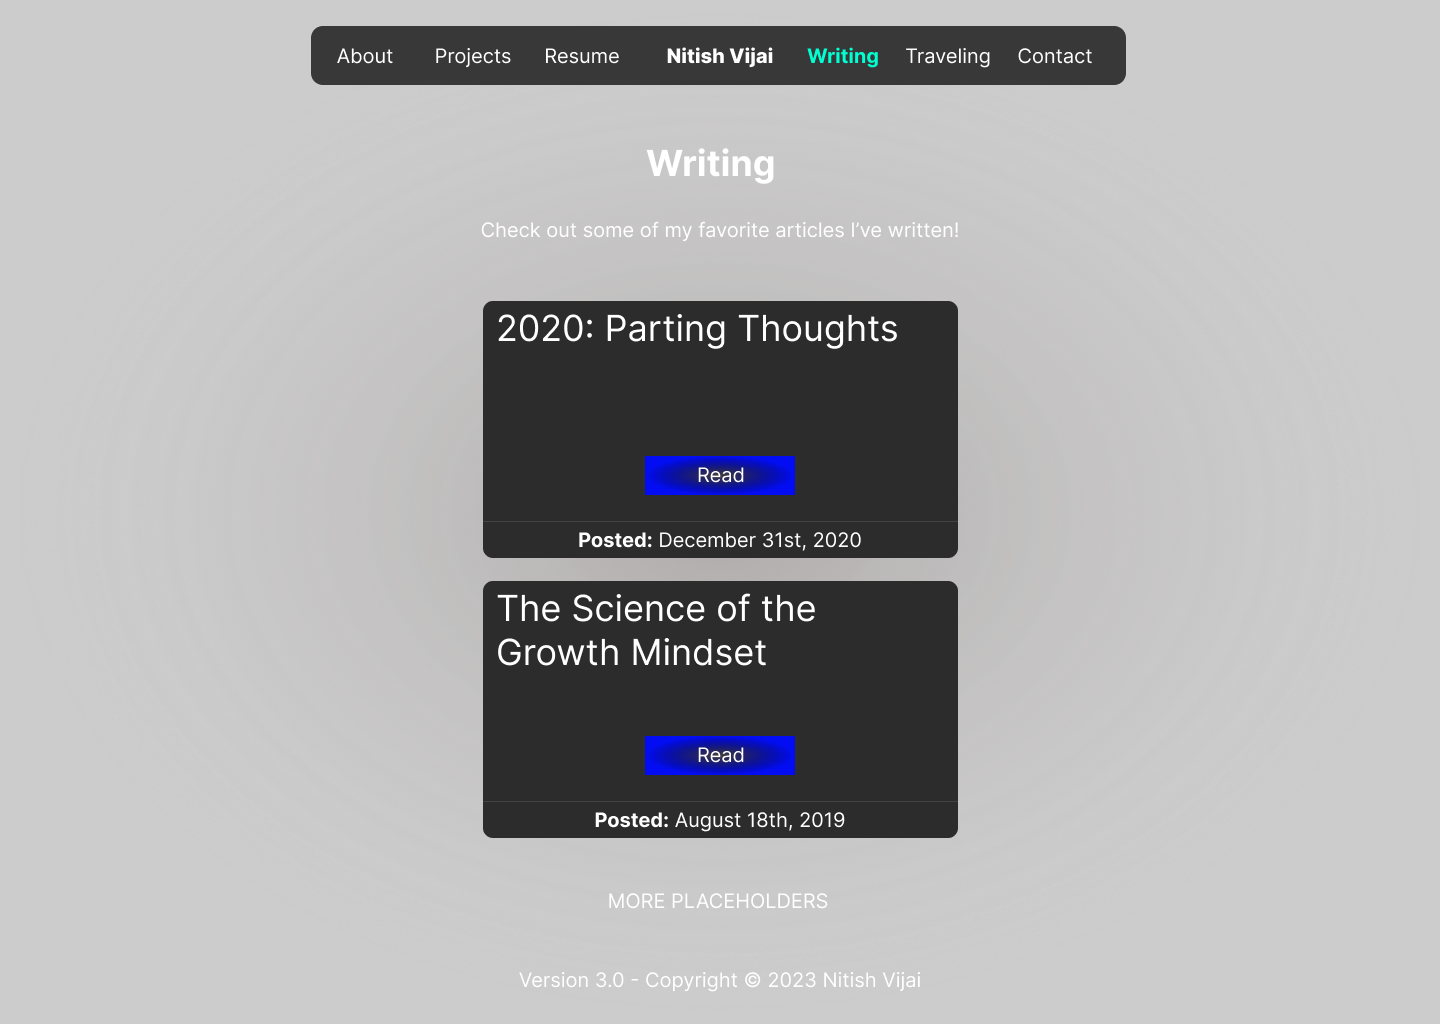 About Projects Resume Nitish Vijai Writing Traveling Contact
Writing
Check out some of my favorite articles I’ve written!
2020: Parting Thoughts
Read
Posted: December 31st, 2020
The Science of the
Growth Mindset
Read
Posted: August 18th, 2019
MORE PLACEHOLDERS
Version 3.0 - Copyright © 2023 Nitish Vijai